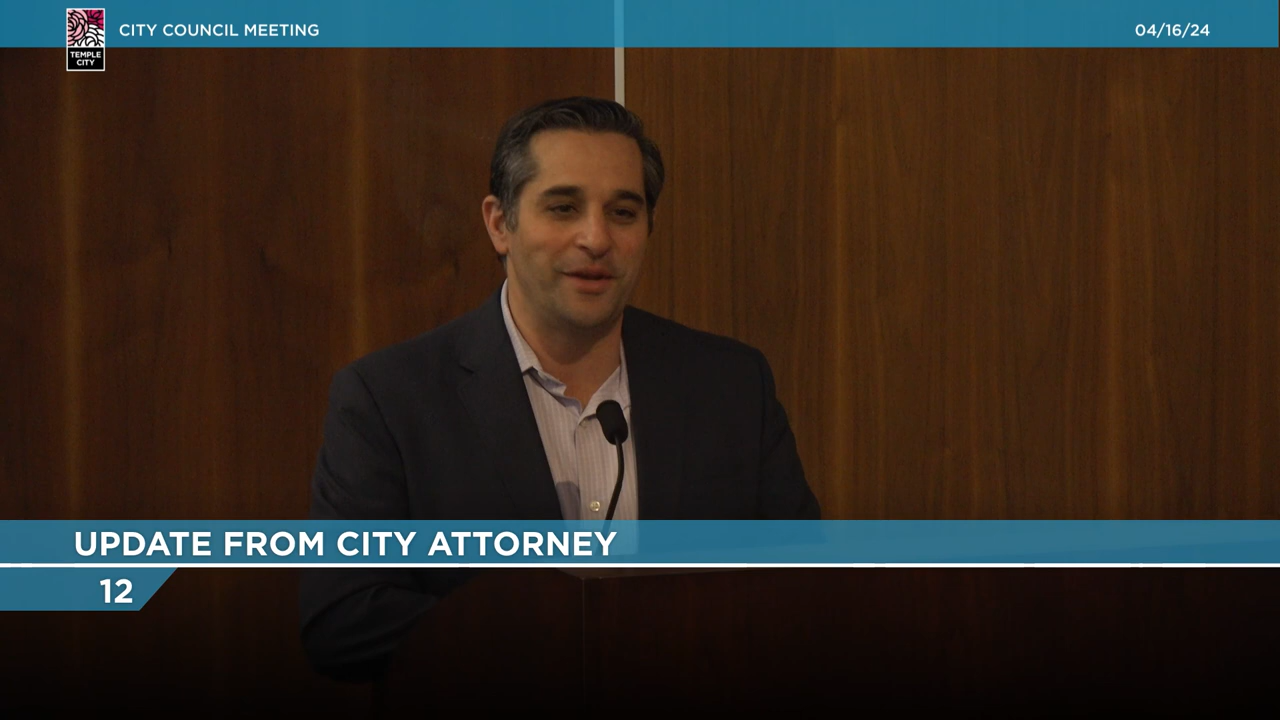 CITY COUNCIL MEETING
04/16/24
TEMPLE
CITY
UPDATE FROM CITY ATTORNEY
12